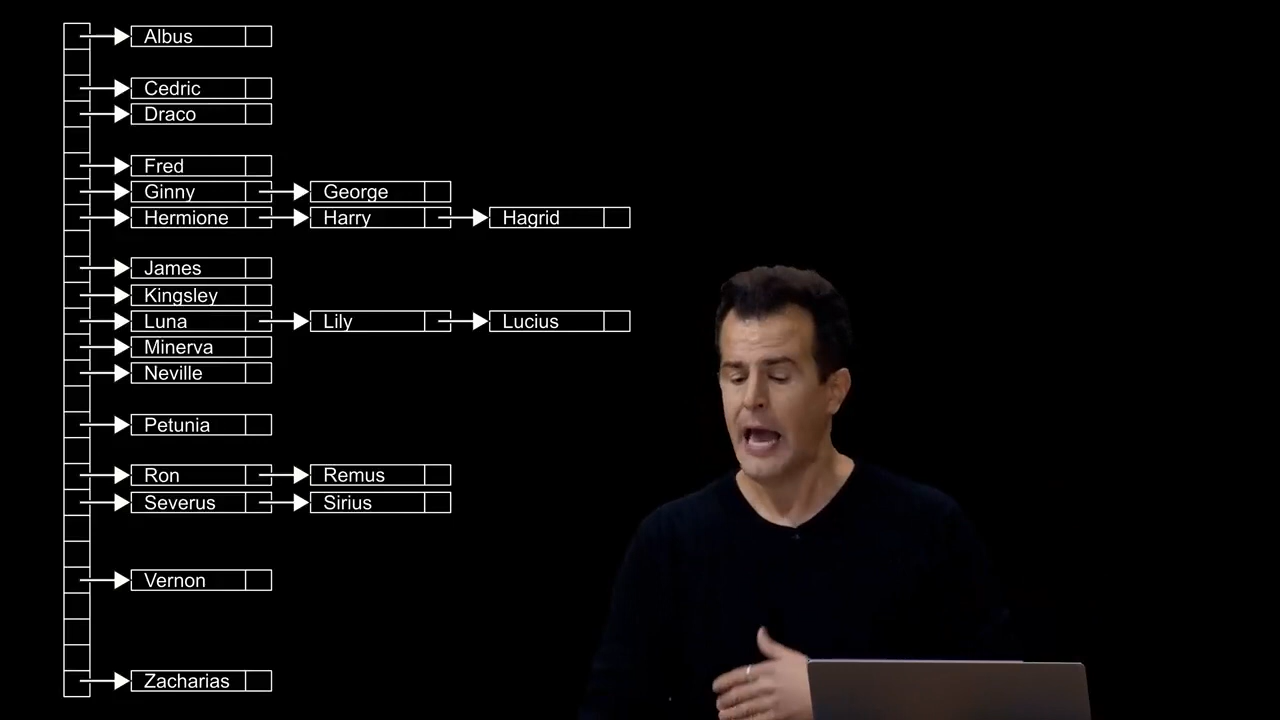 Albus
Cedric
Draco
Fred
Ginny George
Hermione Harry Hagrid
James
Kingsley
Luna Lily Lucius
Minerva
Neville
Petunia
Ron Remus
Severus Sirius
Vernon
Zacharias